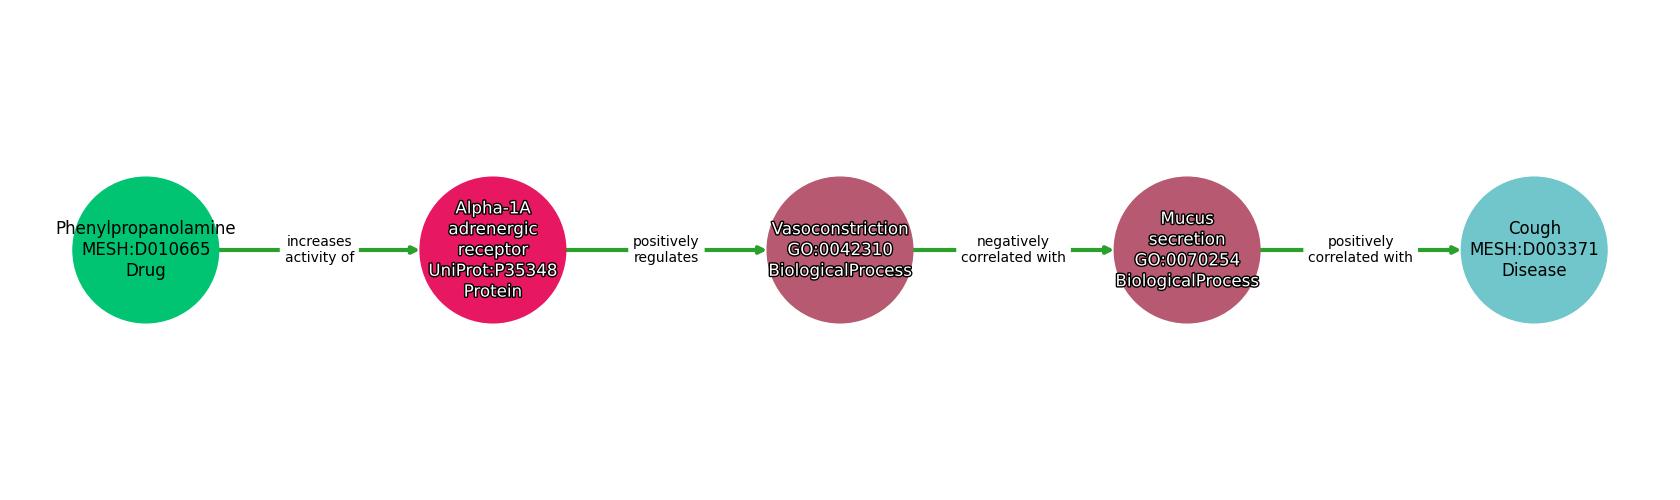 Phenylpropanolamine
MESH:D010665
Drug
increases
activity of
Alpha-1A
adrenergic
receptor
UniProt:P35348
Protein
positively
regulates
Vasoconstriction
GO:0042310
BiologicalProcess
negatively
correlated with
Mucus
secretion
GO:0070254
BiologicalProcess
positively
correlated with
Cough
MESH:D003371
Disease